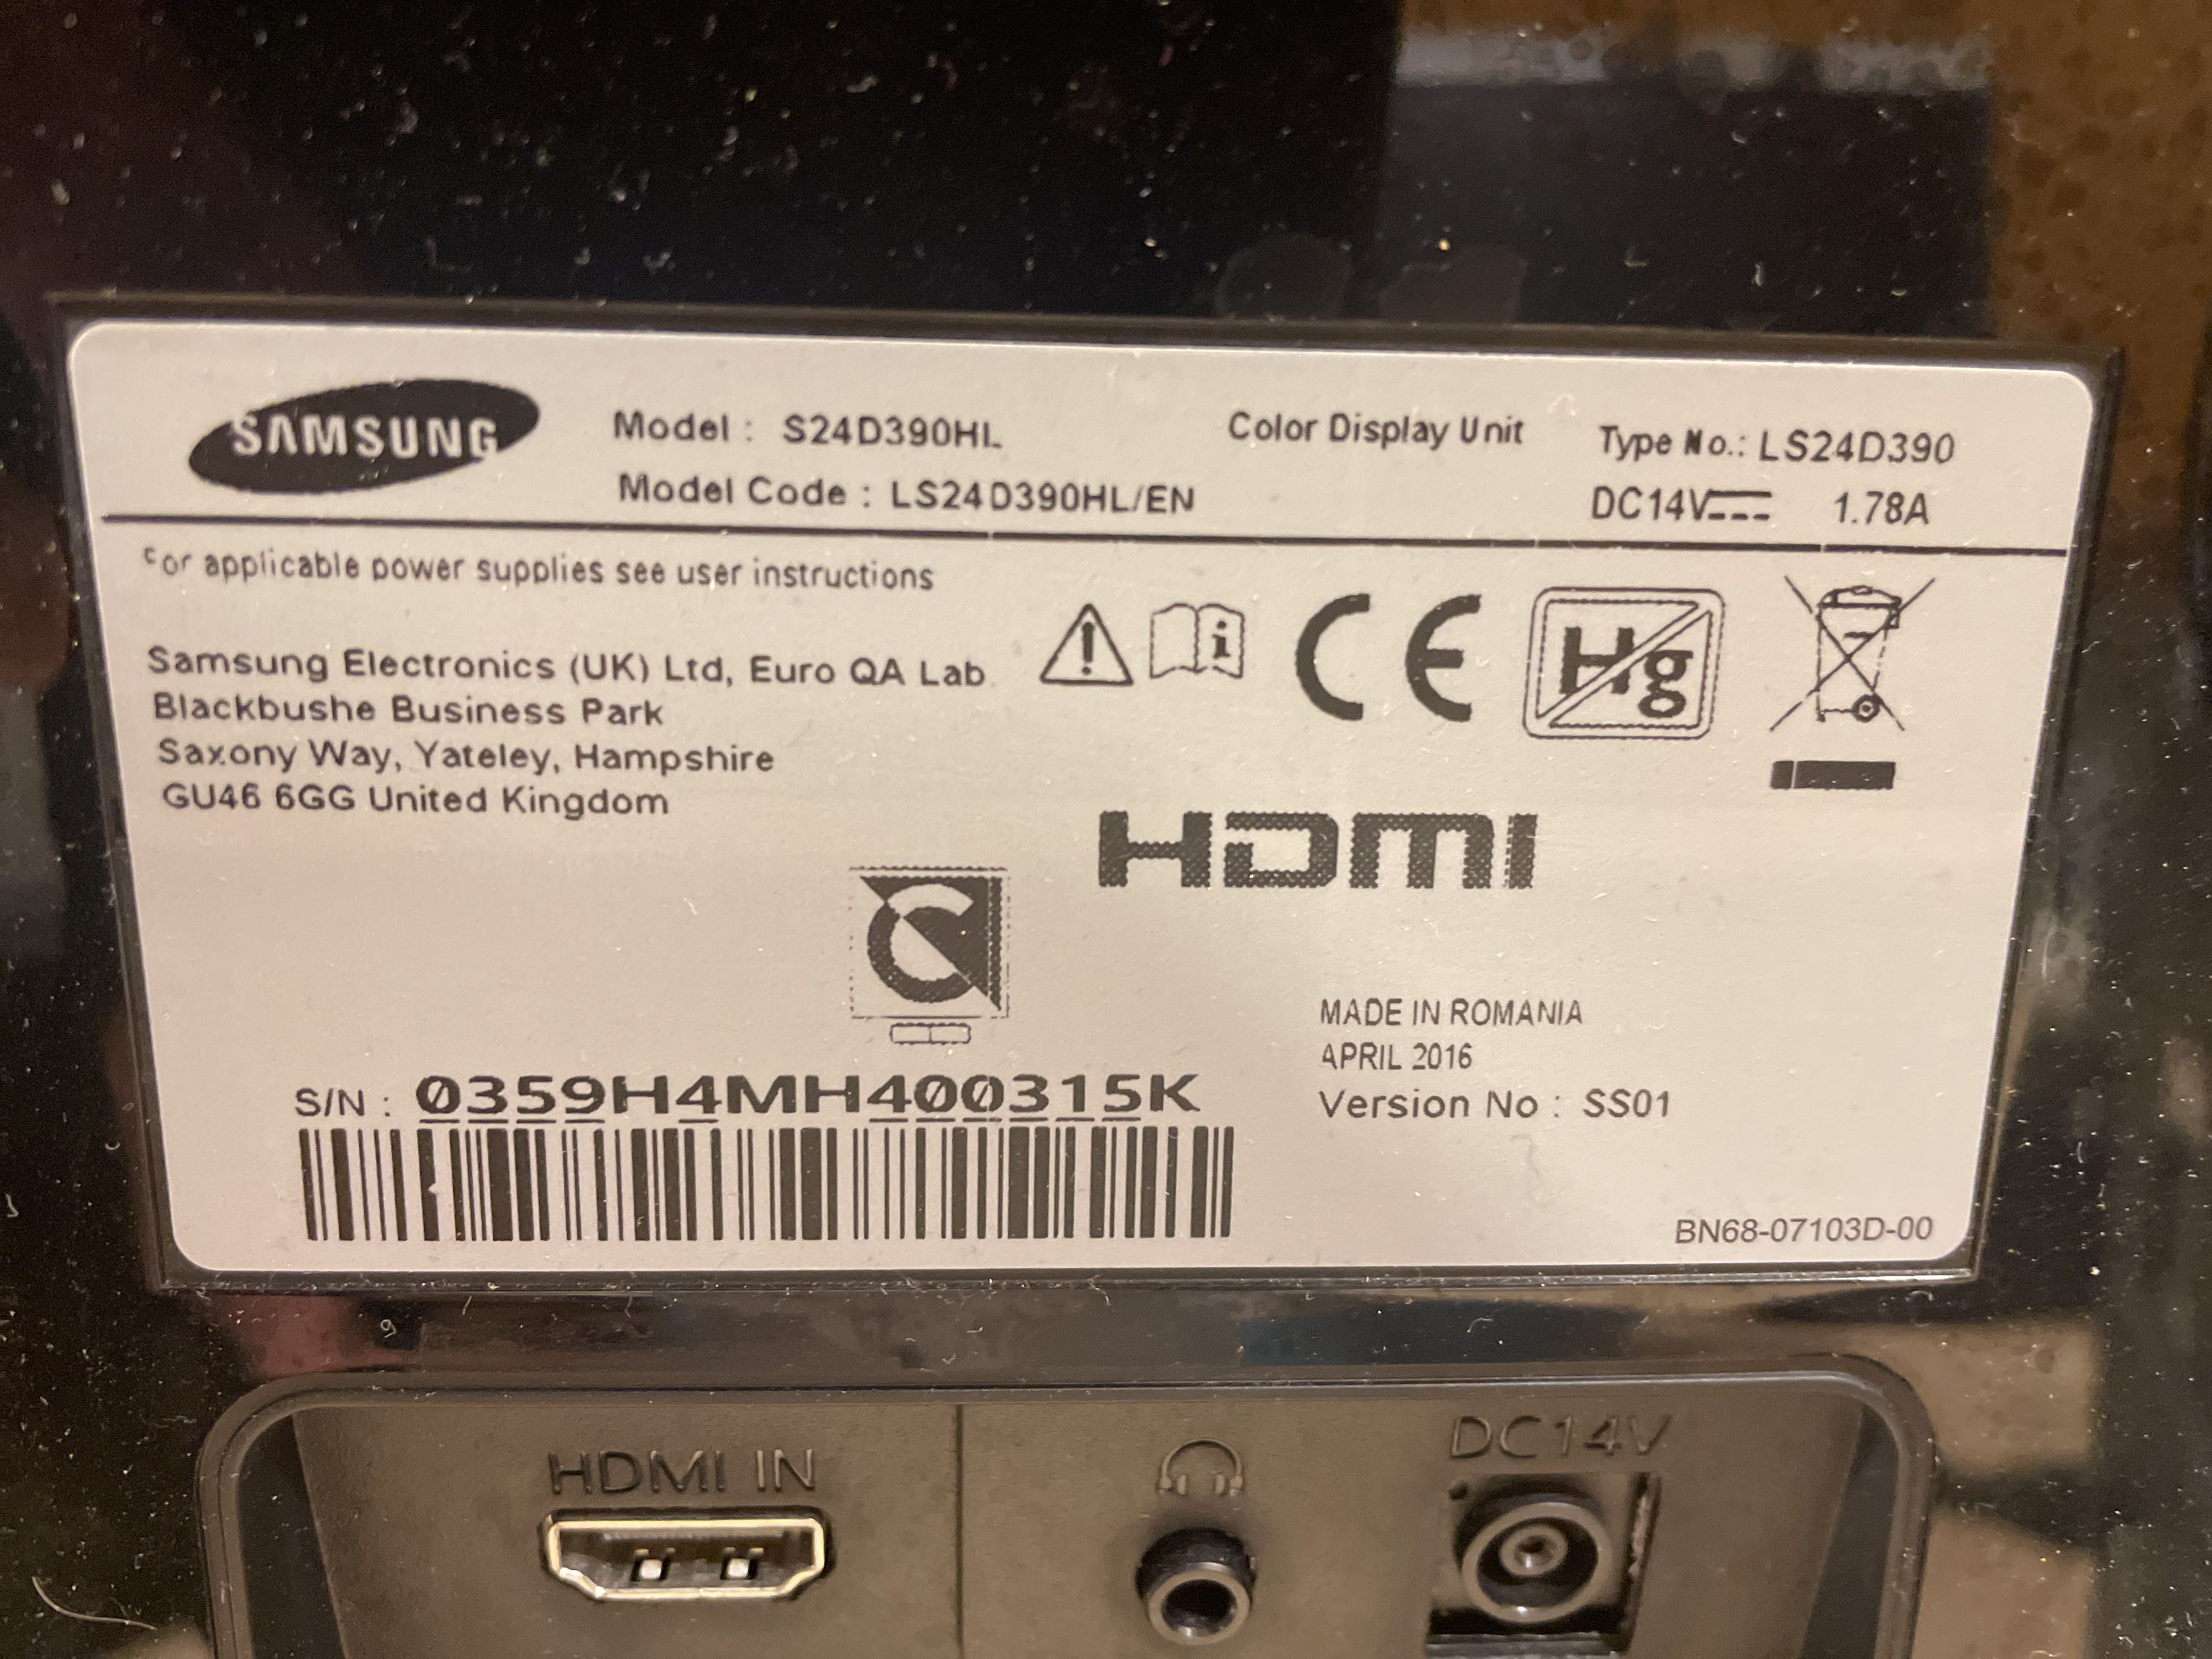 SAMSUNG
Model : S24D390HL
Model Code : LS24D390HL/EN
Color Display Unit
Type No.: LS24D390
DC14V 1.78A
For applicable power supplies see user instructions
Samsung Electronics (UK) Ltd, Euro QA Lab
Blackbushe Business Park
Saxony Way, Yateley, Hampshire
GU46 6GG United Kingdom
CE
Hg
HDMI
MADE IN ROMANIA
APRIL 2016
Version No : SS01
S/N : 0359H4MH400315K
BN68-07103D-00
HDMI IN
DC14V